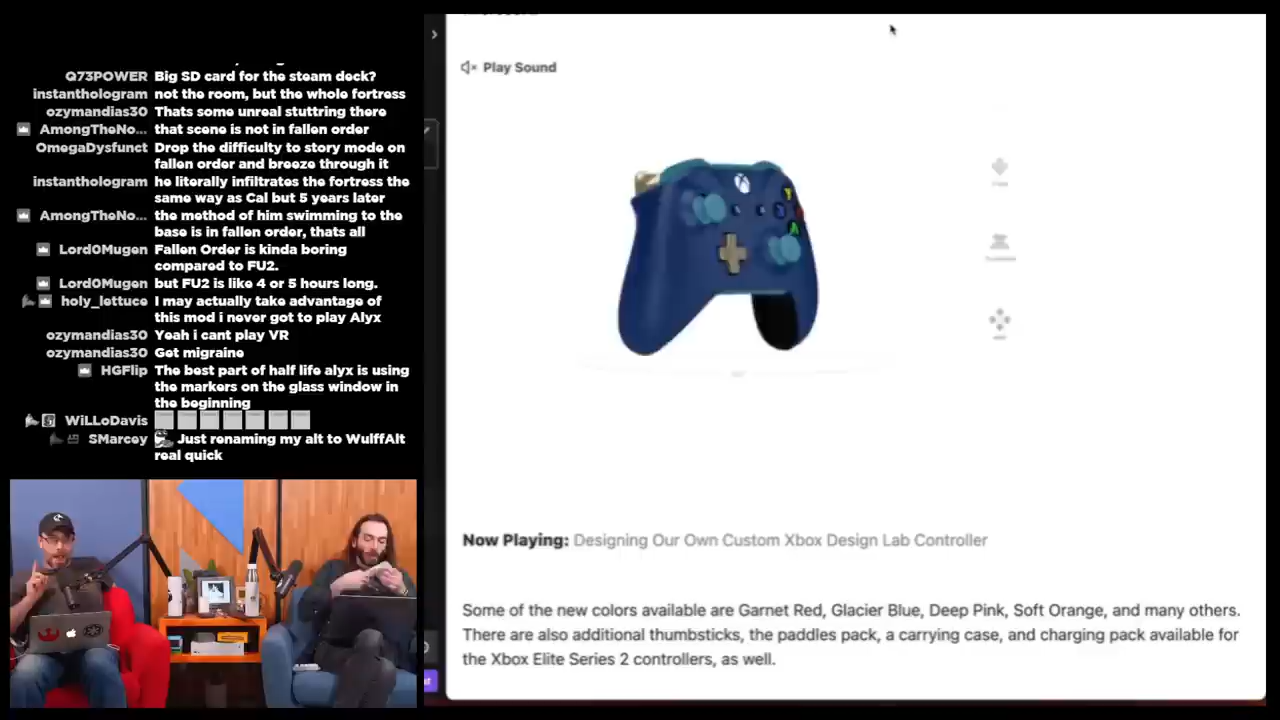 Q73POWER Big SD card for the steam deck?
instanthologram not the room, but the whole fortress
ozymandias30 Thats some unreal stuttring there
AmongTheNo... that scene is not in fallen order
OmegaDysfunct Drop the difficulty to story mode on
fallen order and breeze through it
instanthologram he literally infiltrates the fortress the
same way as Cal but 5 years later
AmongTheNo... the method of him swimming to the
base is in fallen order, thats all
Lord0Mugen Fallen Order is kinda boring
compared to FU2.
Lord0Mugen but FU2 is like 4 or 5 hours long.
holy_lettuce I may actually take advantage of
this mod i never got to play Alyx
ozymandias30 Yeah i cant play VR
ozymandias30 Get migraine
HGFlip The best part of half life alyx is using
the markers on the glass window in
the beginning
WiLLoDavis
SMarcey Just renaming my alt to WulffAlt
real quick
Play Sound
Now Playing: Designing Our Own Custom Xbox Design Lab Controller
Some of the new colors available are Garnet Red, Glacier Blue, Deep Pink, Soft Orange, and many others.
There are also additional thumbsticks, the paddles pack, a carrying case, and charging pack available for
the Xbox Elite Series 2 controllers, as well.